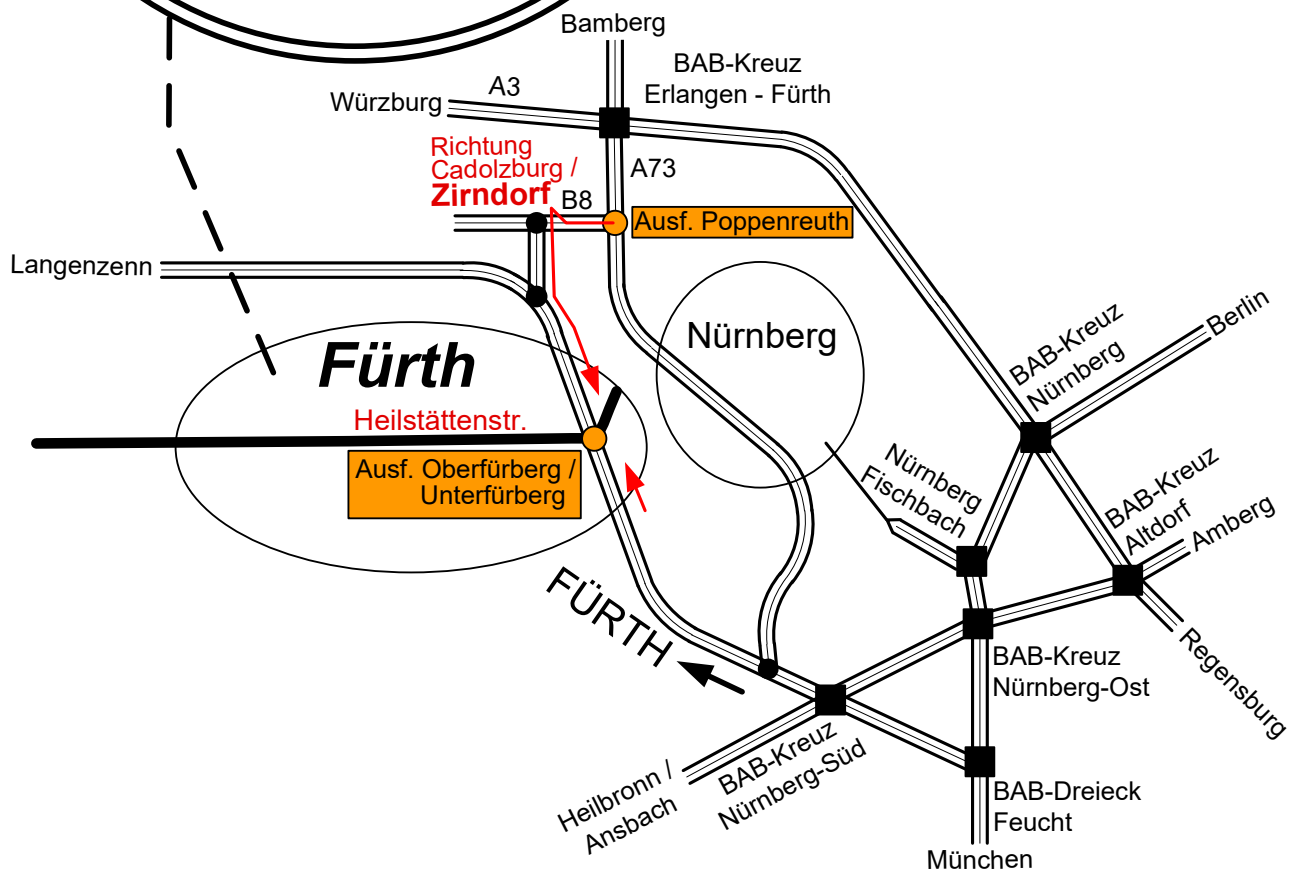 Bamberg
BAB-Kreuz
Erlangen - Fürth
A3
Würzburg
Richtung
Cadolzburg /
Zirndorf
A73
B8
Ausf. Poppenreuth
Langenzenn
Nürnberg
Fürth
Heilstättenstr.
Ausf. Oberfürberg /
Unterfürberg
BAB-Kreuz
Nürnberg
Berlin
Nürnberg
Fischbach
BAB-Kreuz
Altdorf
Amberg
Regensburg
FÜRTH
BAB-Kreuz
Nürnberg-Ost
BAB-Kreuz
Nürnberg-Süd
Heilbronn /
Ansbach
BAB-Dreieck
Feucht
München